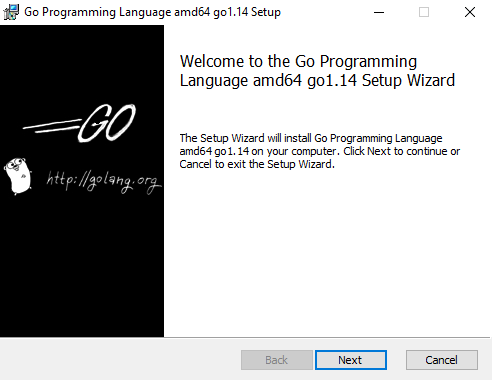 Go Programming Language amd64 go1.14 Setup
Welcome to the Go Programming
Language amd64 go1.14 Setup Wizard
GO
http://golang.org
The Setup Wizard will install Go Programming Language
amd64 go1.14 on your computer. Click Next to continue or
Cancel to exit the Setup Wizard.
Back
Next
Cancel